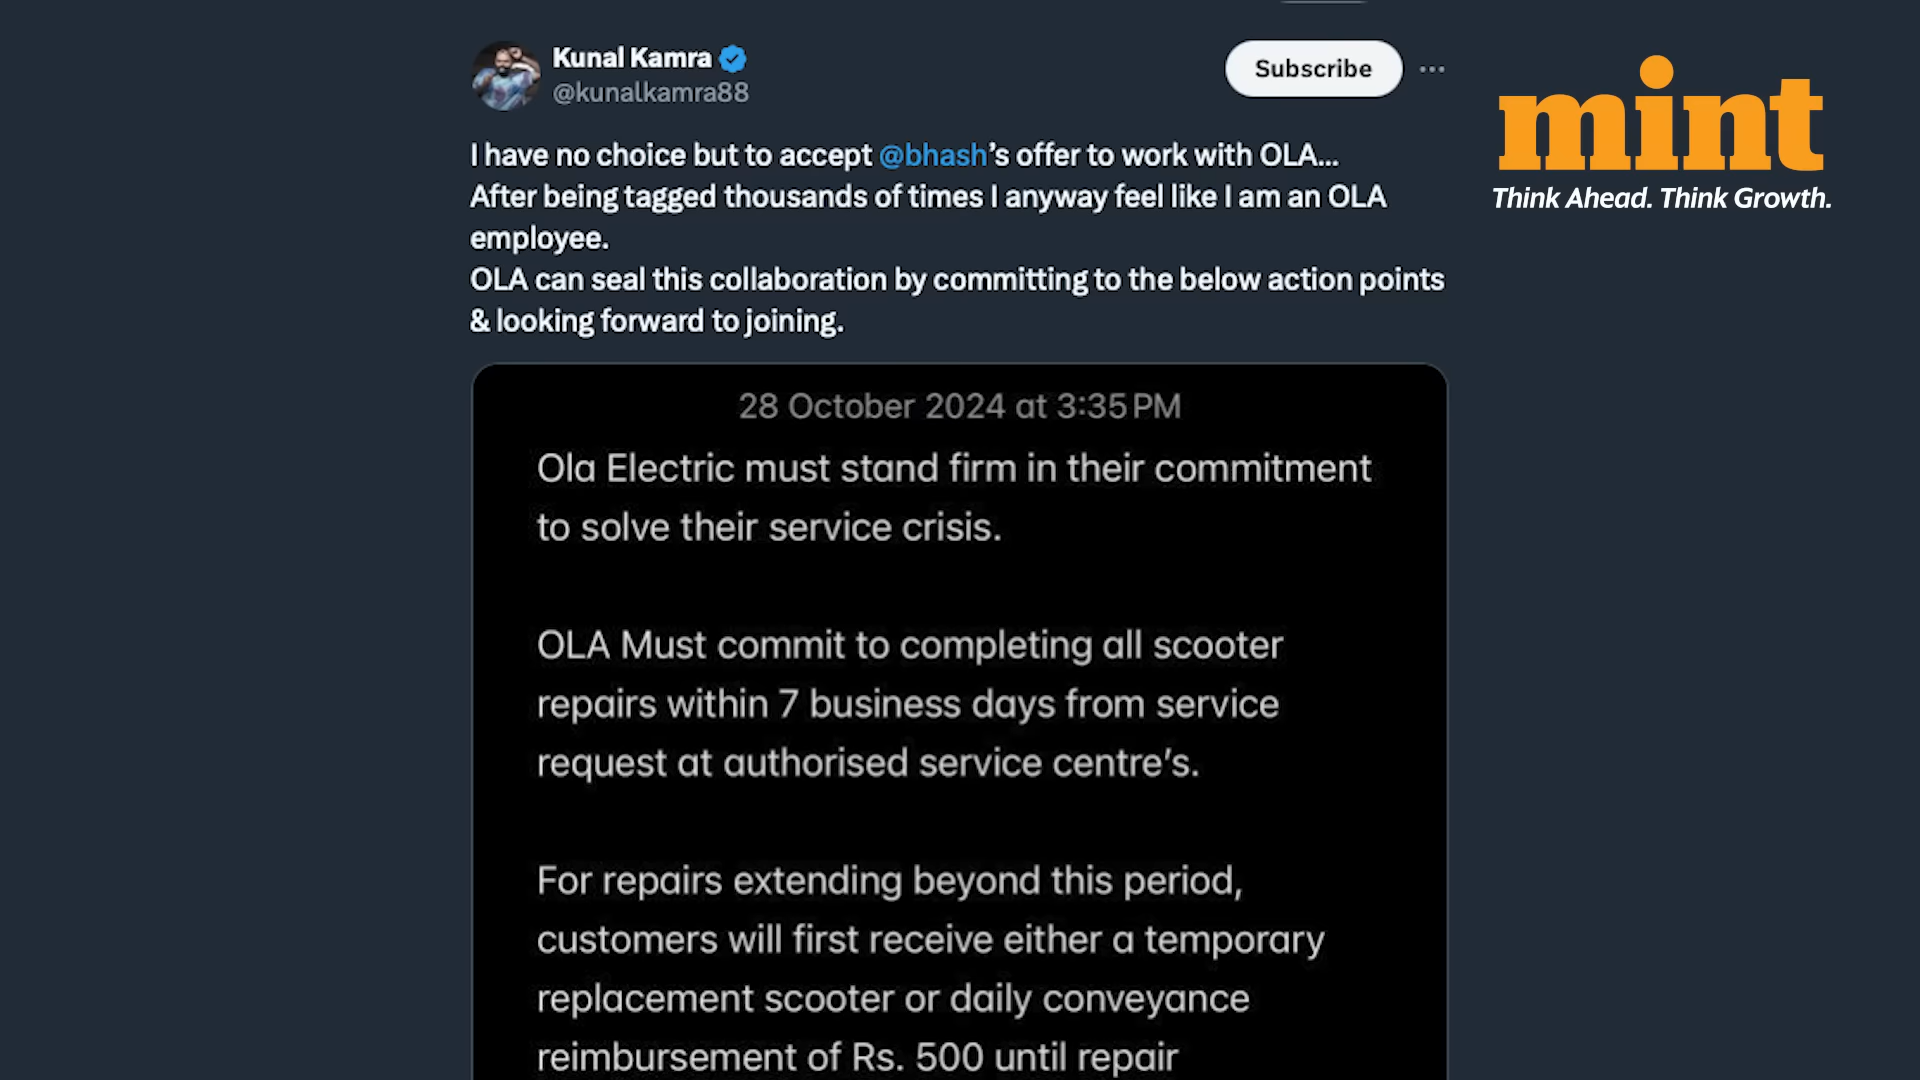 Kunal Kamra
@kunalkamra88
Subscribe
mint
Think Ahead. Think Growth.
I have no choice but to accept @bhash’s offer to work with OLA...
After being tagged thousands of times I anyway feel like I am an OLA
employee.
OLA can seal this collaboration by committing to the below action points
& looking forward to joining.
28 October 2024 at 3:35 PM
Ola Electric must stand firm in their commitment
to solve their service crisis.
OLA Must commit to completing all scooter
repairs within 7 business days from service
request at authorised service centre’s.
For repairs extending beyond this period,
customers will first receive either a temporary
replacement scooter or daily conveyance
reimbursement of Rs. 500 until repair